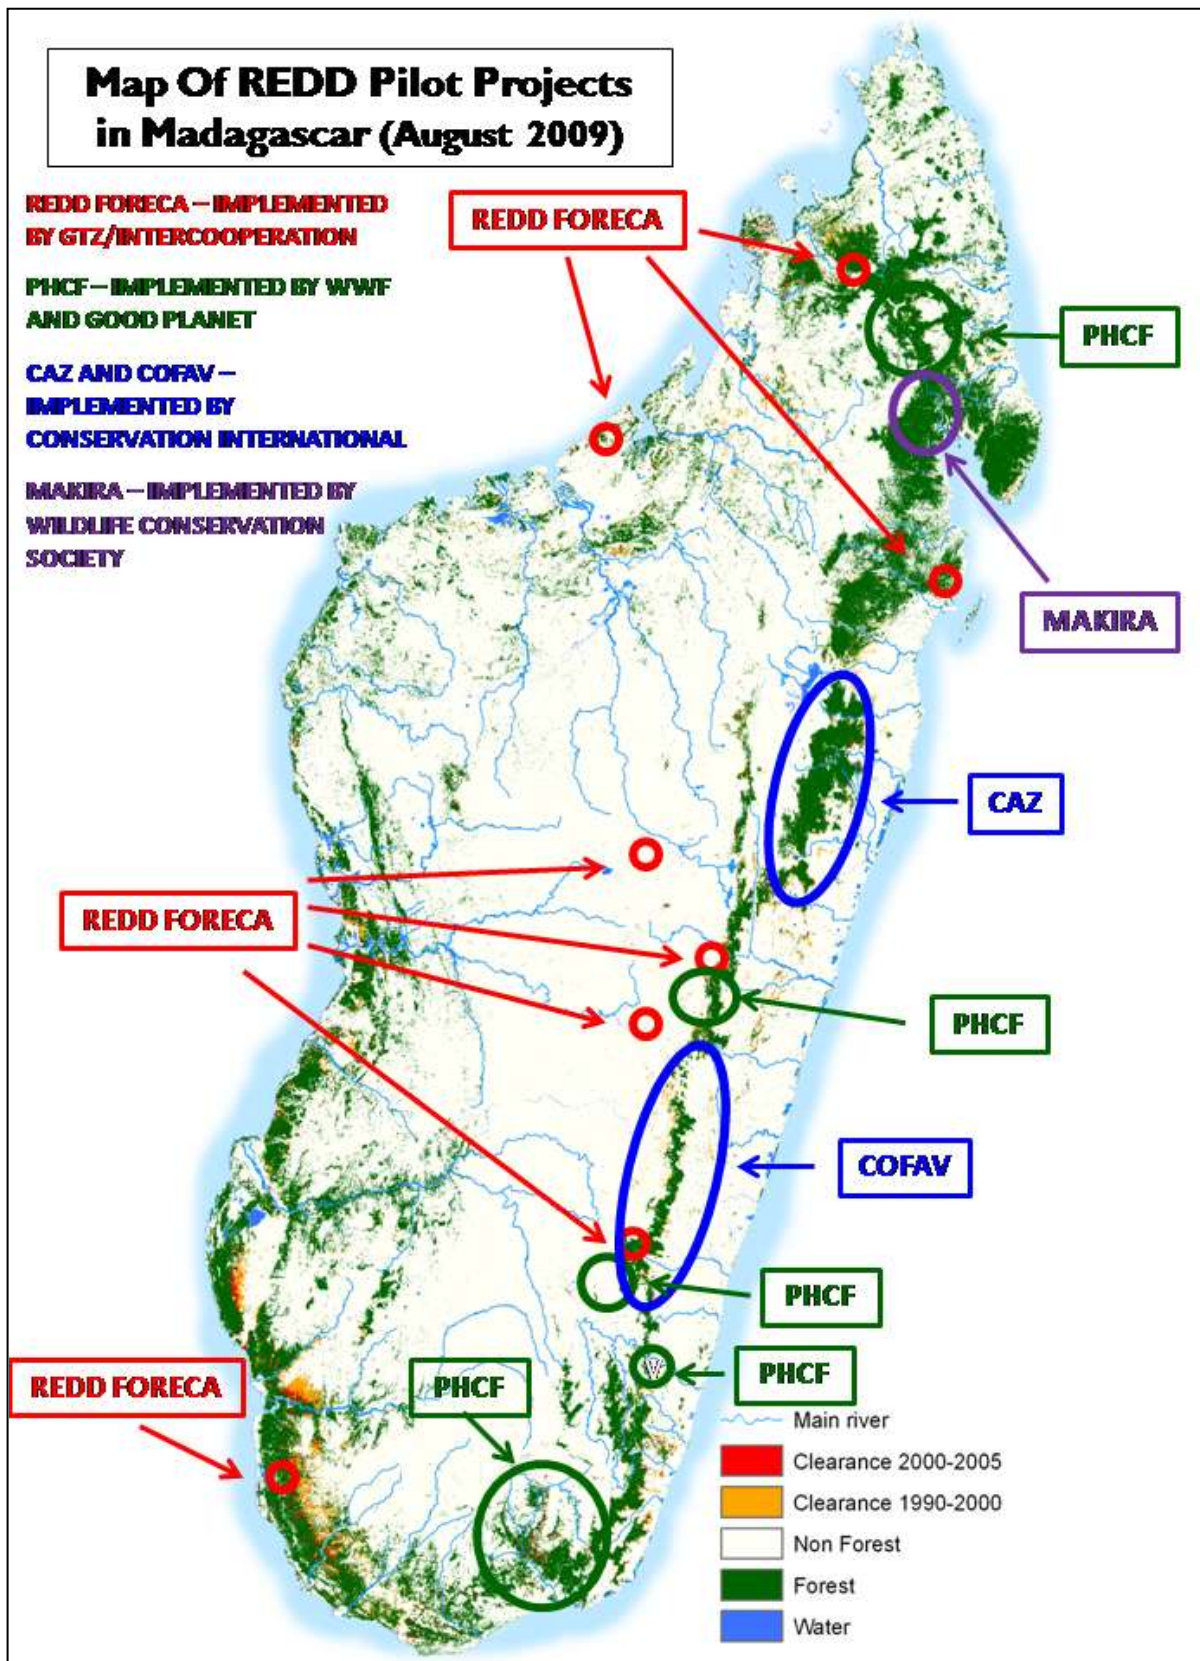 Map Of REDD Pilot Projects
in Madagascar (August 2009)
REDD FORECA – IMPLEMENTED
BY GTZ/INTERCOOPERATION
PHCF – IMPLEMENTED BY WWF
AND GOOD PLANET
CAZ AND COFAV –
IMPLEMENTED BY
CONSERVATION INTERNATIONAL
MAKIRA – IMPLEMENTED BY
WILDLIFE CONSERVATION
SOCIETY
REDD FORECA
PHCF
MAKIRA
CAZ
REDD FORECA
PHCF
COFAV
PHCF
REDD FORECA
PHCF
PHCF
Main river
Clearance 2000-2005
Clearance 1990-2000
Non Forest
Forest
Water